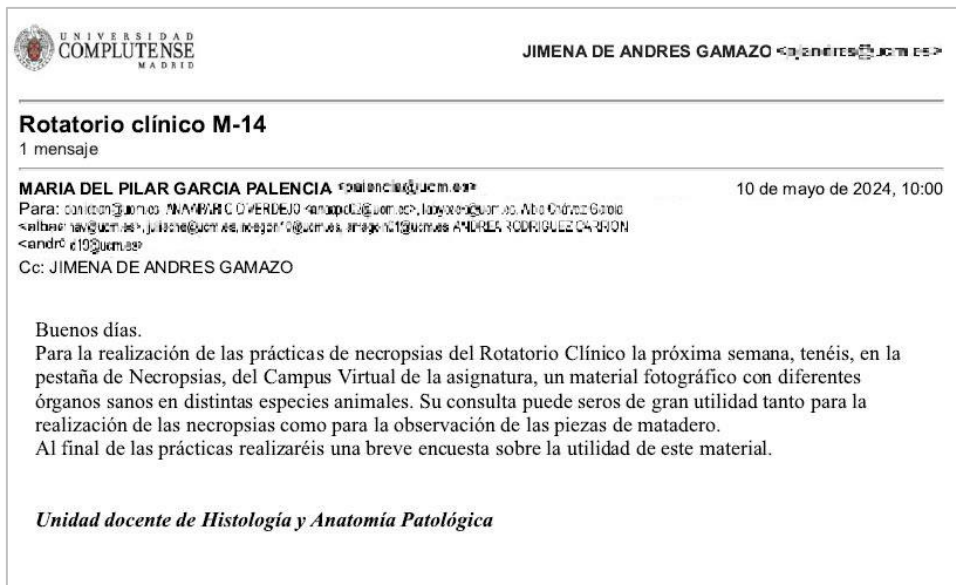 UNIVERSIDAD
COMPLUTENSE
MADRID
JIMENA DE ANDRES GAMAZO
Rotatorio clínico M-14
1 mensaje
MARIA DEL PILAR GARCIA PALENCIA
10 de mayo de 2024, 10:00
Para:
Cc: JIMENA DE ANDRES GAMAZO
Buenos días.
Para la realización de las prácticas de necropsias del Rotatorio Clínico la próxima semana, tenéis, en la
pestaña de Necropsias, del Campus Virtual de la asignatura, un material fotográfico con diferentes
órganos sanos en distintas especies animales. Su consulta puede seros de gran utilidad tanto para la
realización de las necropsias como para la observación de las piezas de matadero.
Al final de las prácticas realizaréis una breve encuesta sobre la utilidad de este material.
Unidad docente de Histología y Anatomía Patológica